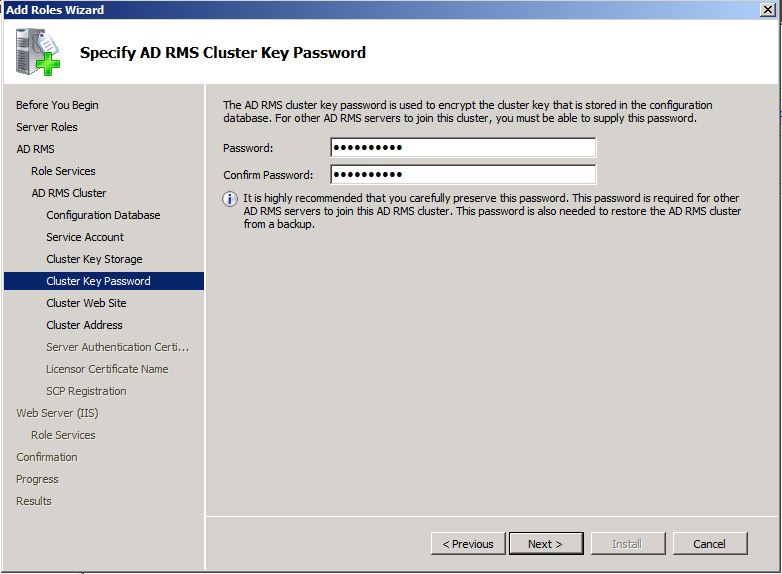 Add Roles Wizard
Specify AD RMS Cluster Key Password
Before You Begin
Server Roles
AD RMS
Role Services
AD RMS Cluster
Configuration Database
Service Account
Cluster Key Storage
Cluster Key Password
Cluster Web Site
Cluster Address
Server Authentication Certi...
Licensor Certificate Name
SCP Registration
Web Server (IIS)
Role Services
Confirmation
Progress
Results
The AD RMS cluster key password is used to encrypt the cluster key that is stored in the configuration
database. For other AD RMS servers to join this cluster, you must be able to supply this password.
Password: ●●●●●●●●●●
Confirm Password: ●●●●●●●●●●
It is highly recommended that you carefully preserve this password. This password is required for other
AD RMS servers to join this AD RMS cluster. This password is also needed to restore the AD RMS cluster
from a backup.
< Previous
Next >
Install
Cancel